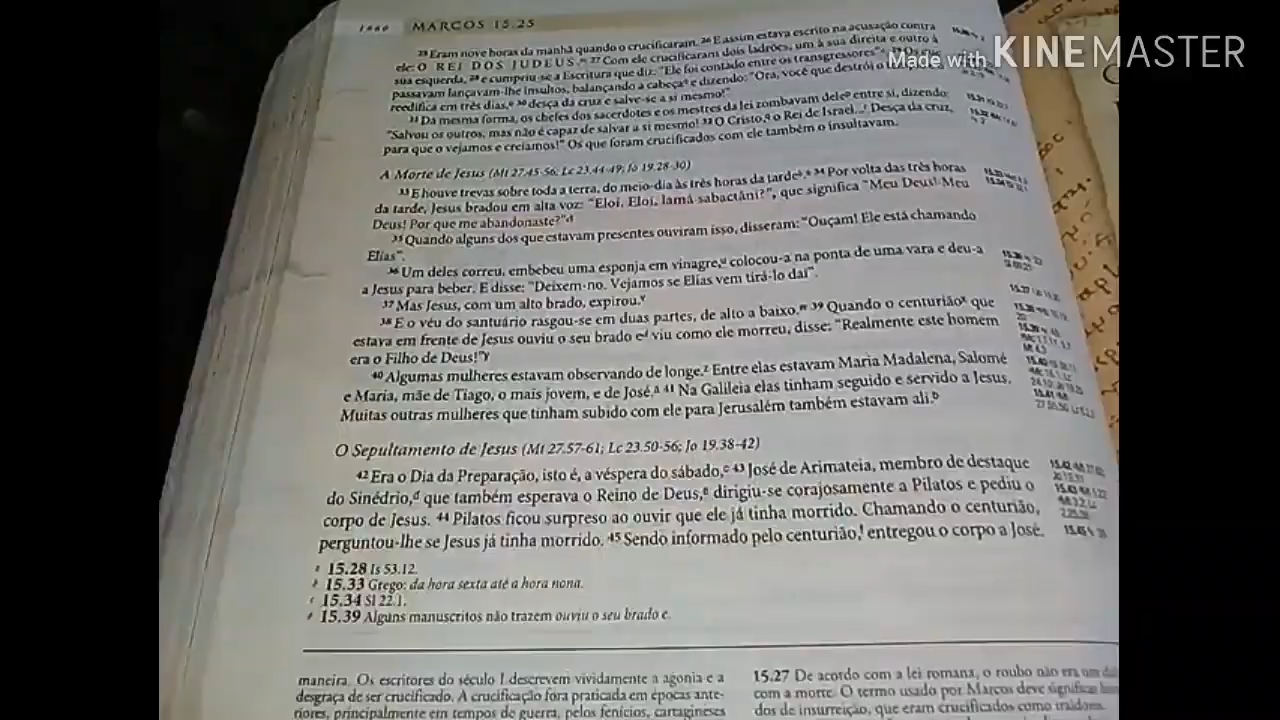 1660 MARCOS 15.25
Made with KINEMASTER
25 Eram nove horas da manhã quando o crucificaram. 26 E assim estava escrito na acusação contra
ele: O REI DOS JUDEUS. 27 Com ele crucificaram dois ladrões, um à sua direita e outro à
sua esquerda, 28 e cumpriu-se a Escritura que diz: "Ele foi contado entre os transgressores"
passavam lançavam-lhe insultos, balançando a cabeça e dizendo: "Ora, você que destrói o
reedifica em três dias, 30 desça da cruz e salve-se a si mesmo!"
31 Da mesma forma, os chefes dos sacerdotes e os mestres da lei zombavam dele entre si, dizendo:
"Salvou os outros, mas não é capaz de salvar a si mesmo! 32 O Cristo, o Rei de Israel...! Desça da cruz,
para que o vejamos e creiamos!" Os que foram crucificados com ele também o insultavam.
A Morte de Jesus (Mt 27.45-56; Lc 23.44-49; Jo 19.28-30)
33 E houve trevas sobre toda a terra, do meio-dia às três horas da tarde. 34 Por volta das três horas
da tarde, Jesus bradou em alta voz: "Eloí, Eloí, lamá sabactâni?", que significa "Meu Deus! Meu
Deus! Por que me abandonaste?"
35 Quando alguns dos que estavam presentes ouviram isso, disseram: "Ouçam! Ele está chamando
Elias".
36 Um deles correu, embebeu uma esponja em vinagre, colocou-a na ponta de uma vara e deu-a
a Jesus para beber. E disse: "Deixem-no. Vejamos se Elias vem tirá-lo daí".
37 Mas Jesus, com um alto brado, expirou.
38 E o véu do santuário rasgou-se em duas partes, de alto a baixo. 39 Quando o centurião que
estava em frente de Jesus ouviu o seu brado e viu como ele morreu, disse: "Realmente este homem
era o Filho de Deus!"
40 Algumas mulheres estavam observando de longe. Entre elas estavam Maria Madalena, Salomé
e Maria, mãe de Tiago, o mais jovem, e de José. 41 Na Galileia elas tinham seguido e servido a Jesus.
Muitas outras mulheres que tinham subido com ele para Jerusalém também estavam ali.
O Sepultamento de Jesus (Mt 27.57-61; Lc 23.50-56; Jo 19.38-42)
42 Era o Dia da Preparação, isto é, a véspera do sábado, 43 José de Arimateia, membro de destaque
do Sinédrio, que também esperava o Reino de Deus, dirigiu-se corajosamente a Pilatos e pediu o
corpo de Jesus. 44 Pilatos ficou surpreso ao ouvir que ele já tinha morrido. Chamando o centurião,
perguntou-lhe se Jesus já tinha morrido. 45 Sendo informado pelo centurião, entregou o corpo a José.
15.28 Is 53.12.
15.33 Grego: da hora sexta até a hora nona.
15.34 Sl 22.1.
15.39 Alguns manuscritos não trazem ouviu o seu brado e.
maneira. Os escritores do século I descrevem vividamente a agonia e a
desgraça de ser crucificado. A crucificação fora praticada em épocas ante-
riores, principalmente em tempos de guerra, pelos fenícios, cartagineses
15.27 De acordo com a lei romana, o roubo não era um
com a morte. O termo usado por Marcos deve significar
dos de insurreição, que eram crucificados como traidores.